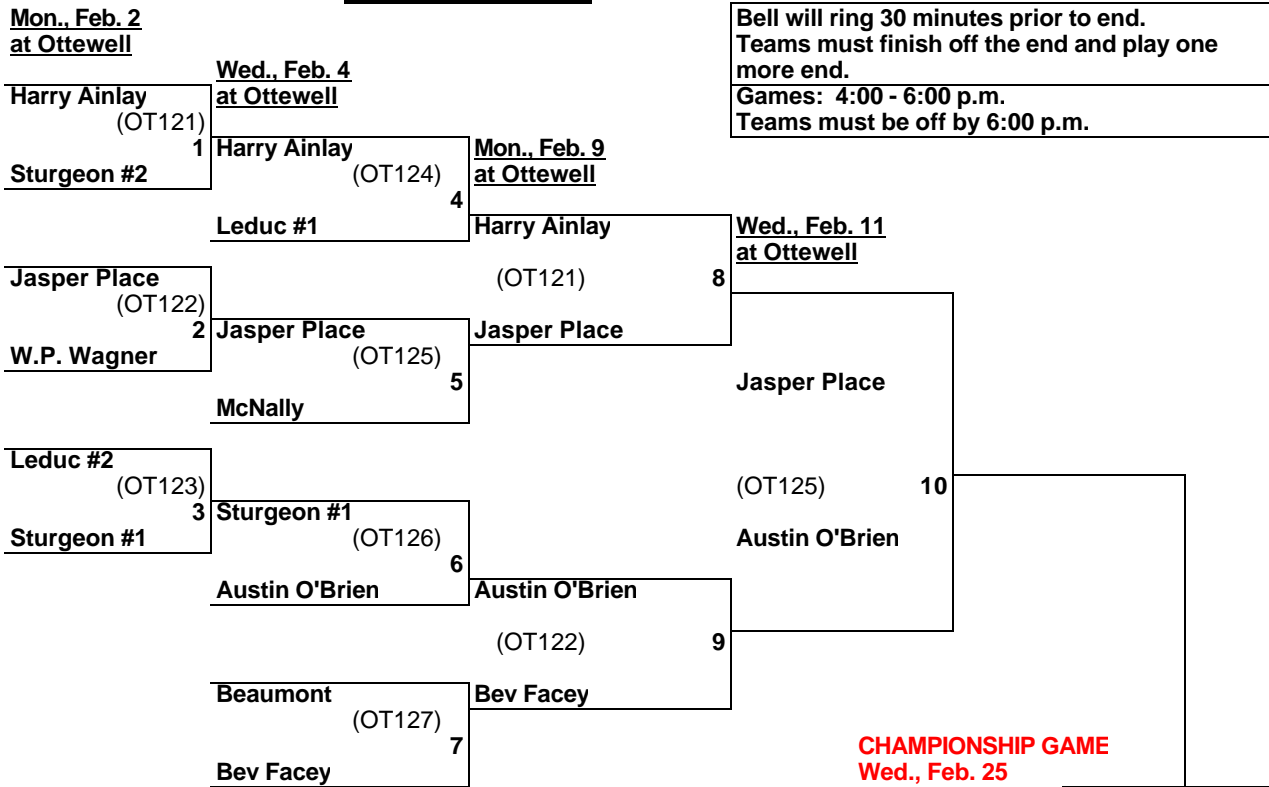 Mon., Feb. 2
at Ottewell
Bell will ring 30 minutes prior to end.
Teams must finish off the end and play one
more end.
Games: 4:00 - 6:00 p.m.
Teams must be off by 6:00 p.m.
Wed., Feb. 4
at Ottewell
Harry Ainlay
(OT121)
1
Sturgeon #2
Harry Ainlay
(OT124)
4
Leduc #1
Mon., Feb. 9
at Ottewell
Harry Ainlay
(OT121) 8
Jasper Place
Wed., Feb. 11
at Ottewell
Jasper Place
(OT122)
2
W.P. Wagner
Jasper Place
(OT125)
5
McNally
Jasper Place
(OT125) 10
Austin O'Brien
Leduc #2
(OT123)
3
Sturgeon #1
Sturgeon #1
(OT126)
6
Austin O'Brien
Austin O'Brien
(OT122) 9
Bev Facey
Beaumont
(OT127)
7
Bev Facey
CHAMPIONSHIP GAME
Wed., Feb. 25